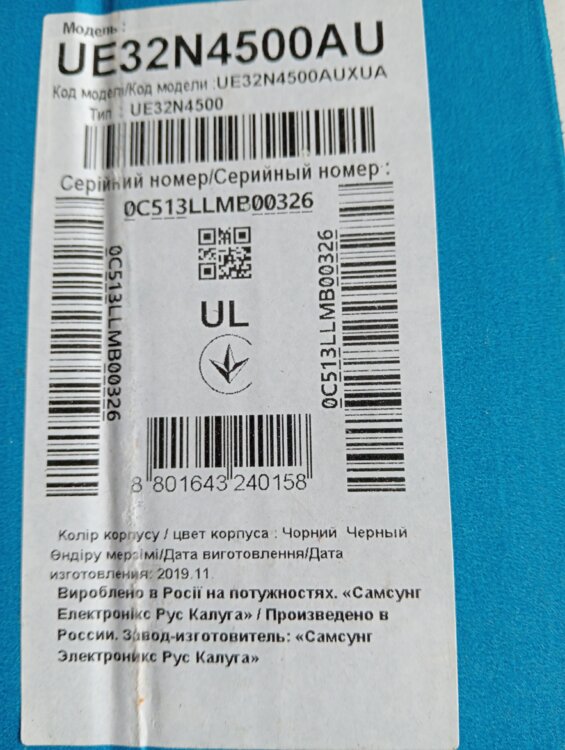 Модель :
UE32N4500AU
Код моделі/Код модели :UE32N4500AUXUA
Тип : UE32N4500
Серійний номер/Серийный номер :
0C513LLMB00326
0C513LLMB00326
0C513LLMB00326
UL
8 801643 240158
Колір корпусу / цвет корпуса : Чорний Черный
Өндіру мерзімі/Дата виготовлення/Дата
изготовления: 2019.11.
Вироблено в Росії на потужностях. «Самсунг
Електронікс Рус Калуга» / Произведено в
России. Завод-изготовитель: «Самсунг
Электроникс Рус Калуга»